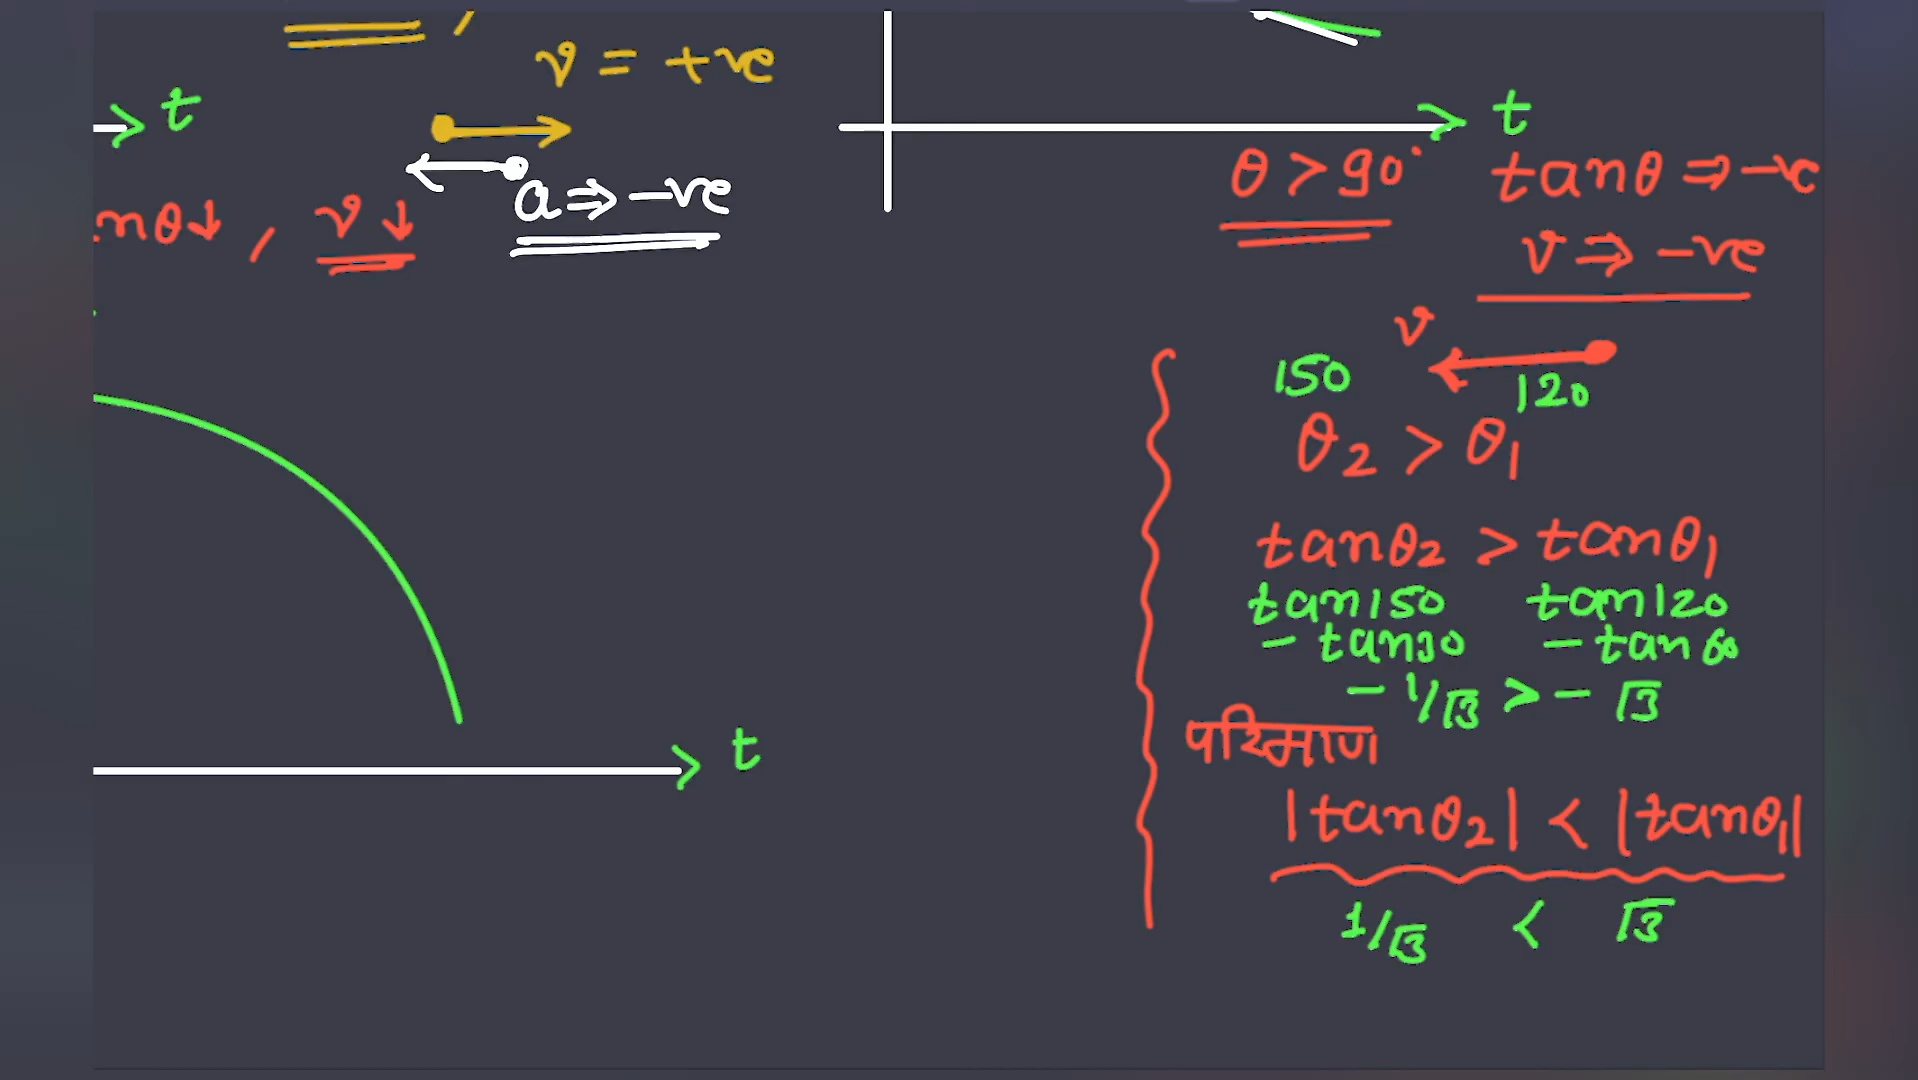 v = +ve
t
a ⇒ -ve
nθ↓, v↓
t
θ > 90° tanθ ⇒ -ve
v ⇒ -ve
v
150 120
θ2 > θ1
tanθ2 > tanθ1
tan150 tan120
- tan30 - tan60
- 1/√3 > - √3
परिमाण
|tanθ2| < |tanθ1|
1/√3 < √3
t